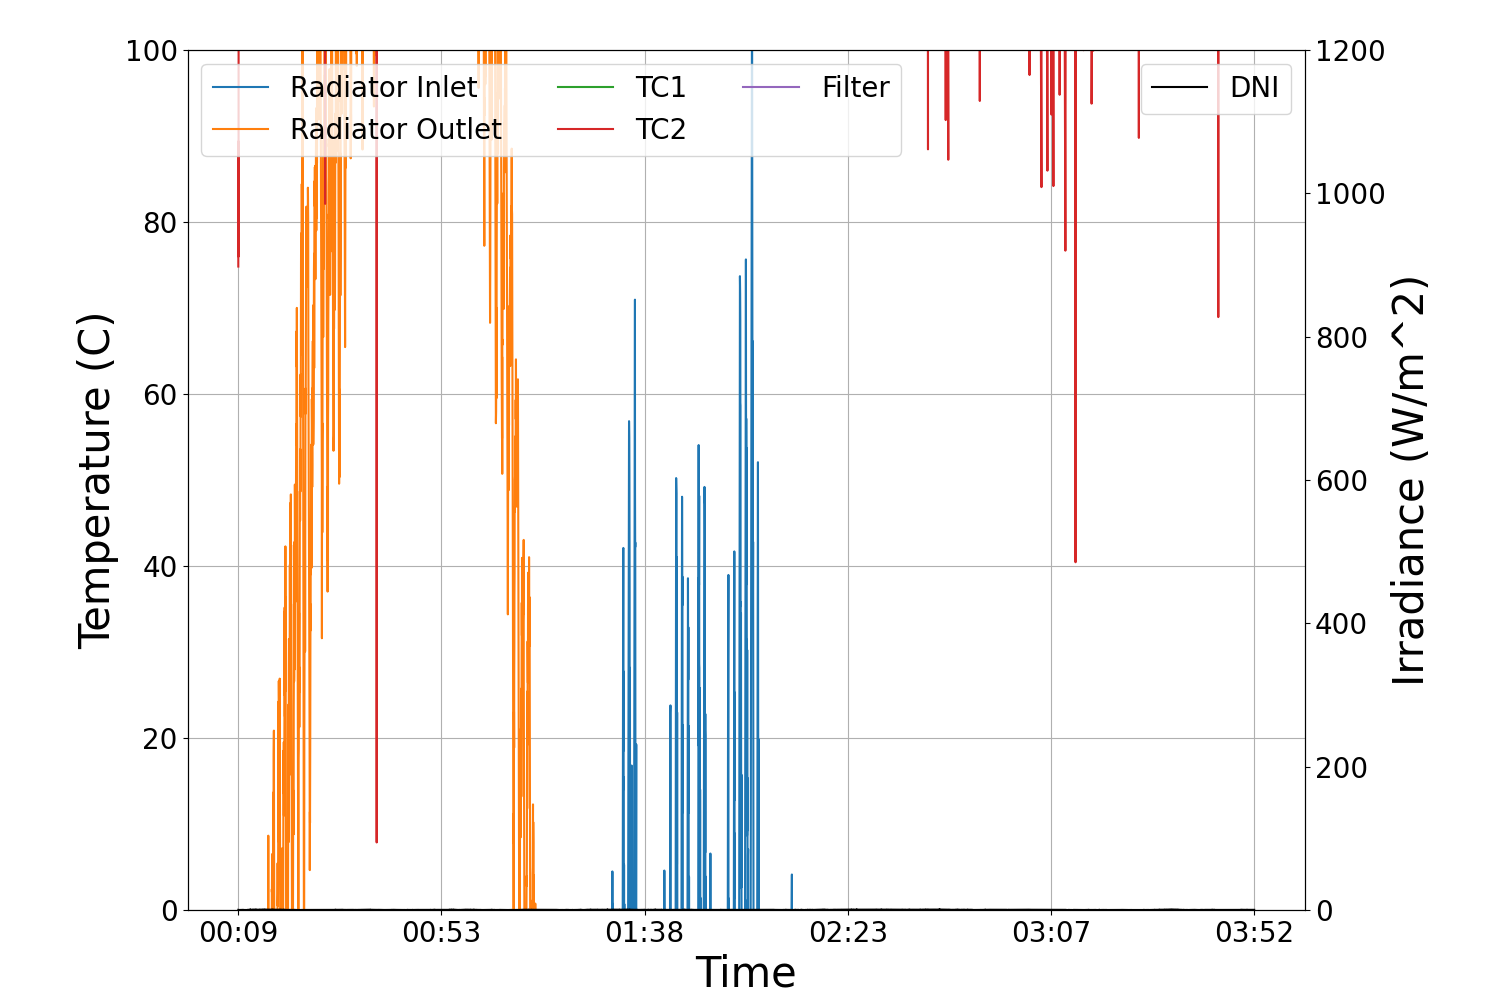 100
80
60
40
20
0
Temperature (C)
Radiator Inlet
Radiator Outlet
TC1
TC2
Filter
DNI
1200
1000
800
600
400
200
0
Irradiance (W/m^2)
00:09 00:53 01:38 02:23 03:07 03:52
Time